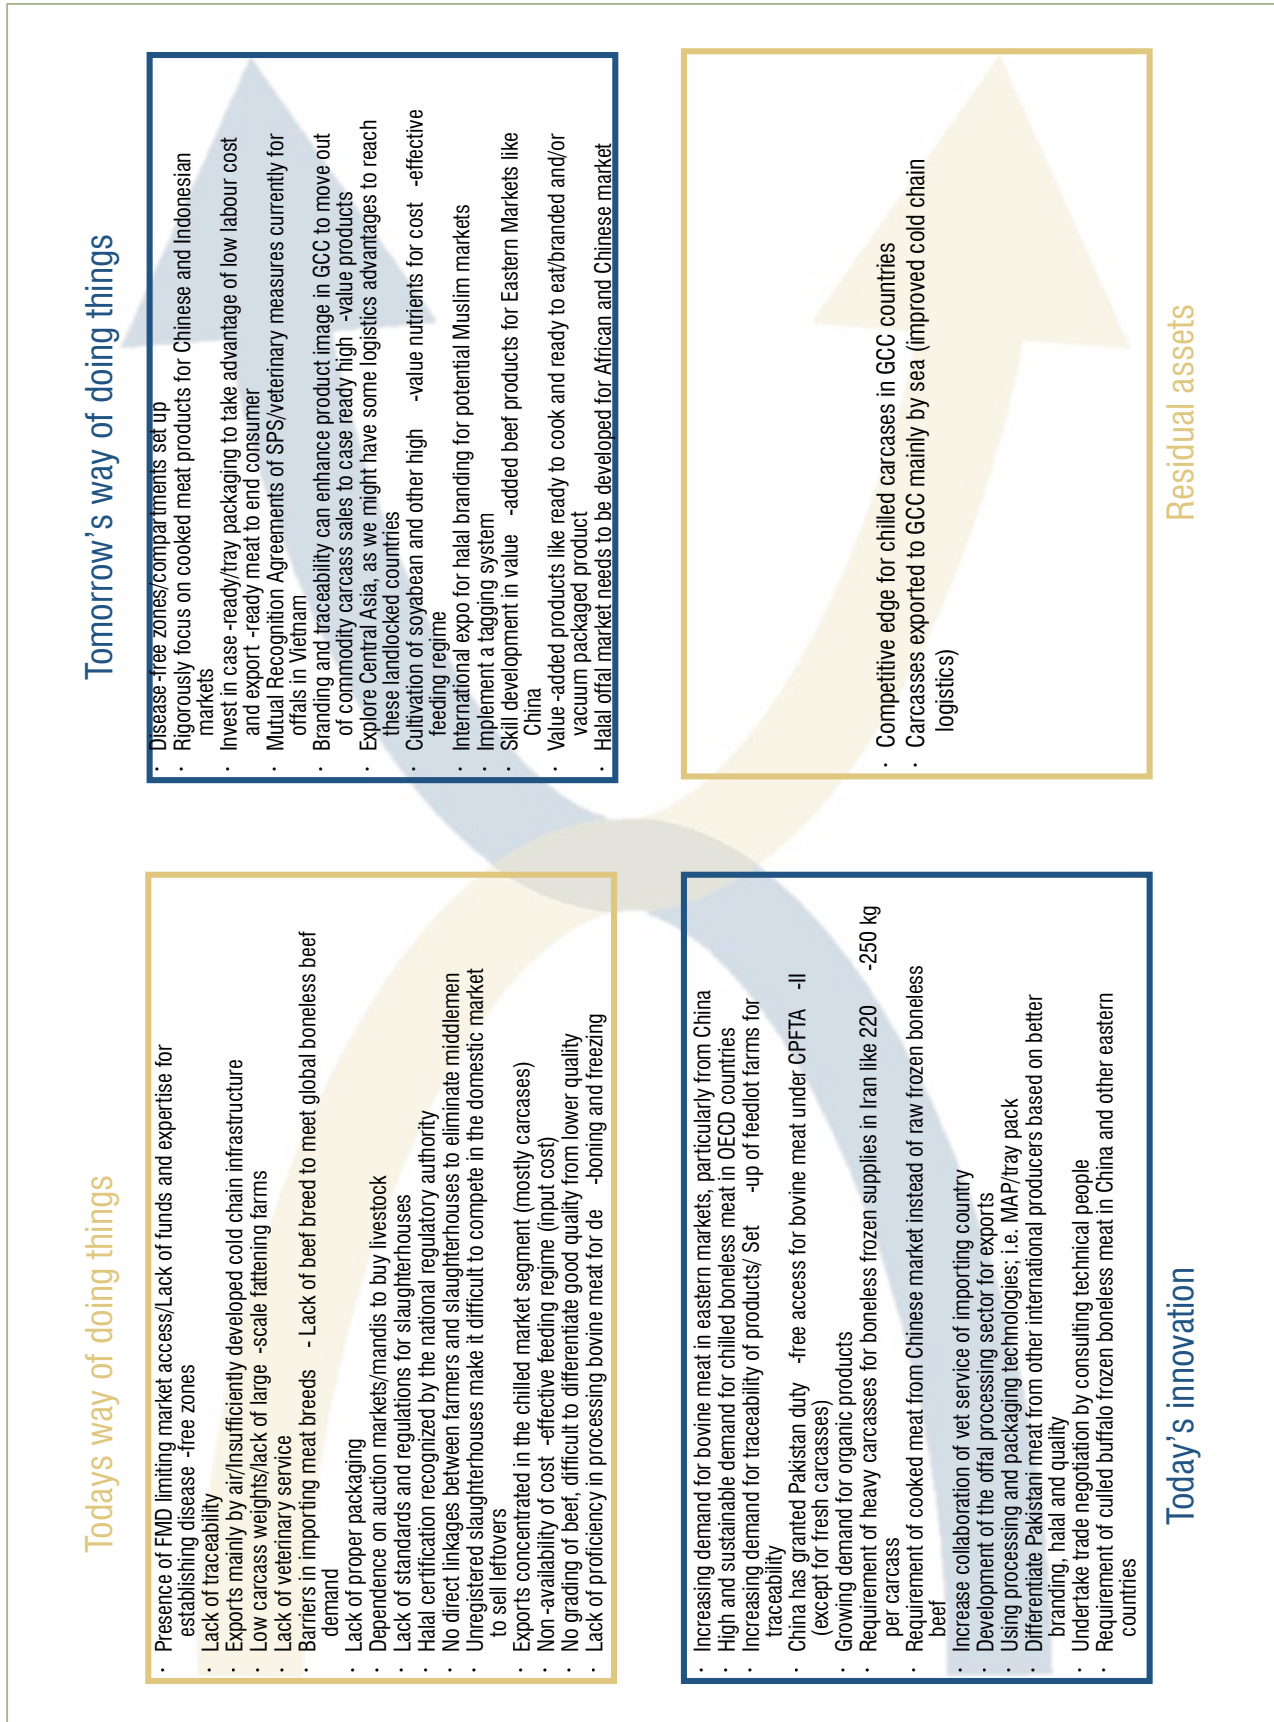 Todays way of doing things
· Presence of FMD limiting market access/Lack of funds and expertise for
establishing disease -free zones
· Lack of traceability
· Exports mainly by air/Insufficiently developed cold chain infrastructure
· Low carcass weights/lack of large -scale fattening farms
· Lack of veterinary service
· Barriers in importing meat breeds - Lack of beef breed to meet global boneless beef
demand
· Lack of proper packaging
· Dependence on auction markets/mandis to buy livestock
· Lack of standards and regulations for slaughterhouses
· Halal certification recognized by the national regulatory authority
· No direct linkages between farmers and slaughterhouses to eliminate middlemen
· Unregistered slaughterhouses make it difficult to compete in the domestic market
to sell leftovers
· Exports concentrated in the chilled market segment (mostly carcases)
· Non -availability of cost -effective feeding regime (input cost)
· No grading of beef, difficult to differentiate good quality from lower quality
· Lack of proficiency in processing bovine meat for de -boning and freezing
Tomorrow's way of doing things
· Disease -free zones/compartments set up
· Rigorously focus on cooked meat products for Chinese and Indonesian
markets
· Invest in case -ready/tray packaging to take advantage of low labour cost
and export -ready meat to end consumer
· Mutual Recognition Agreements of SPS/veterinary measures currently for
offals in Vietnam
· Branding and traceability can enhance product image in GCC to move out
of commodity carcass sales to case ready high -value products
· Explore Central Asia, as we might have some logistics advantages to reach
these landlocked countries
· Cultivation of soyabean and other high -value nutrients for cost -effective
feeding regime
· International expo for halal branding for potential Muslim markets
· Implement a tagging system
· Skill development in value -added beef products for Eastern Markets like
China
· Value -added products like ready to cook and ready to eat/branded and/or
vacuum packaged product
· Halal offal market needs to be developed for African and Chinese market
· Increasing demand for bovine meat in eastern markets, particularly from China
· High and sustainable demand for chilled boneless meat in OECD countries
· Increasing demand for traceability of products/ Set -up of feedlot farms for
traceability
· China has granted Pakistan duty -free access for bovine meat under CPFTA -II
(except for fresh carcasses)
· Growing demand for organic products
· Requirement of heavy carcasses for boneless frozen supplies in Iran like 220 -250 kg
per carcass
· Requirement of cooked meat from Chinese market instead of raw frozen boneless
beef
· Increase collaboration of vet service of importing country
· Development of the offal processing sector for exports
· Using processing and packaging technologies; i.e. MAP/tray pack
· Differentiate Pakistani meat from other international producers based on better
branding, halal and quality
· Undertake trade negotiation by consulting technical people
· Requirement of culled buffalo frozen boneless meat in China and other eastern
countries
Today's innovation
· Competitive edge for chilled carcases in GCC countries
· Carcasses exported to GCC mainly by sea (improved cold chain
logistics)
Residual assets